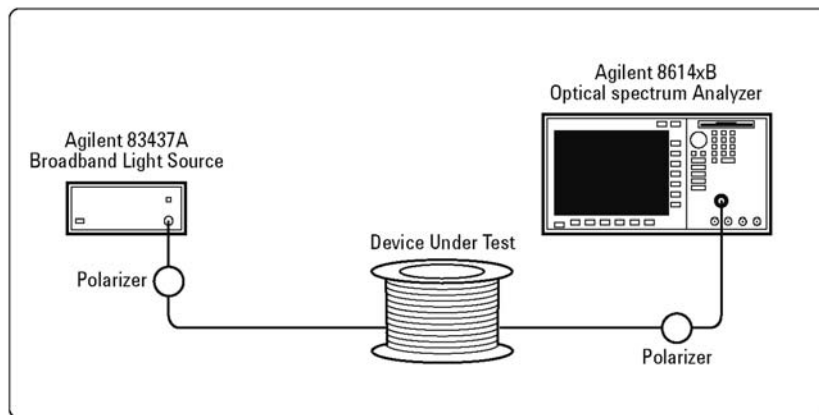 Agilent 8614xB
Optical spectrum Analyzer
Agilent 83437A
Broadband Light Source
Device Under Test
Polarizer
Polarizer